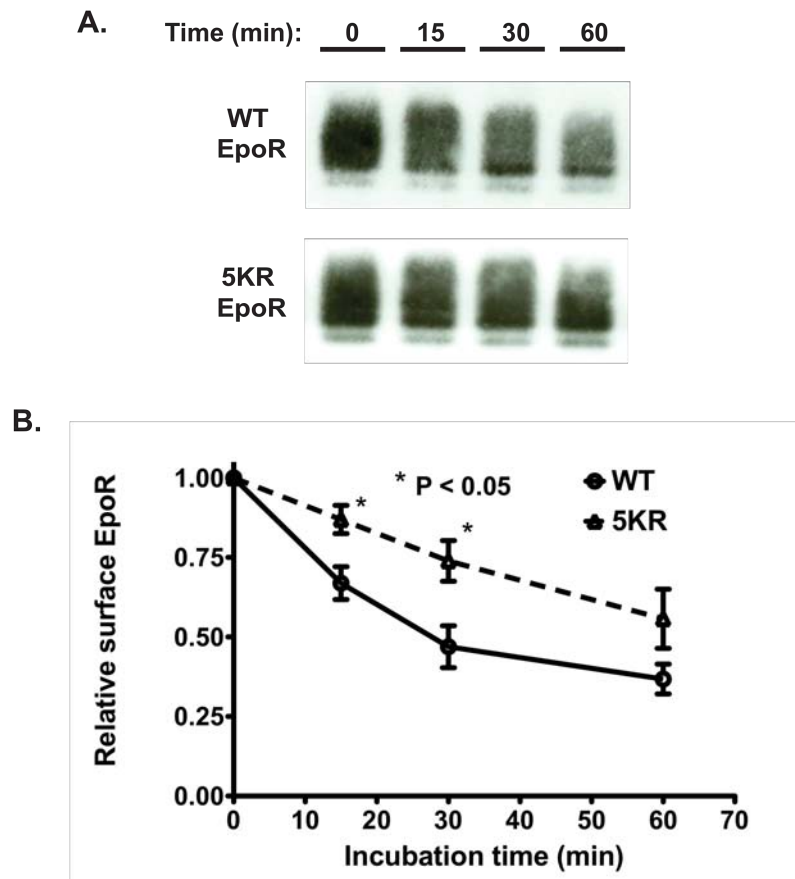 A.
Time (min): 0 15 30 60
WT
EpoR
5KR
EpoR
B.
Relative surface EpoR
1.00
0.75
0.50
0.25
0.00
* P < 0.05
*
*
WT
5KR
0 10 20 30 40 50 60 70
Incubation time (min)